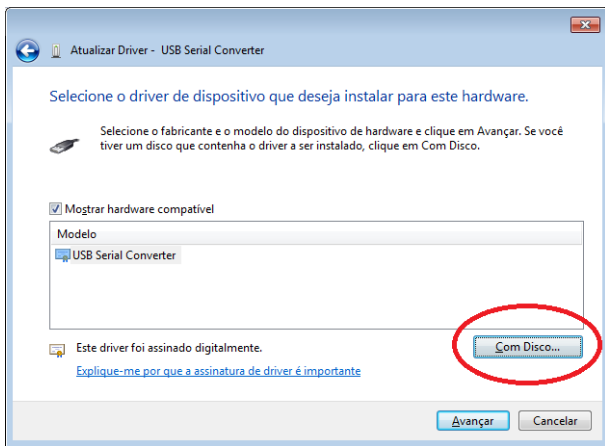 Atualizar Driver - USB Serial Converter
Selecione o driver de dispositivo que deseja instalar para este hardware.
Selecione o fabricante e o modelo do dispositivo de hardware e clique em Avançar. Se você
tiver um disco que contenha o driver a ser instalado, clique em Com Disco.
Mostrar hardware compatível
Modelo
USB Serial Converter
Este driver foi assinado digitalmente.
Com Disco...
Explique-me por que a assinatura de driver é importante
Avançar
Cancelar